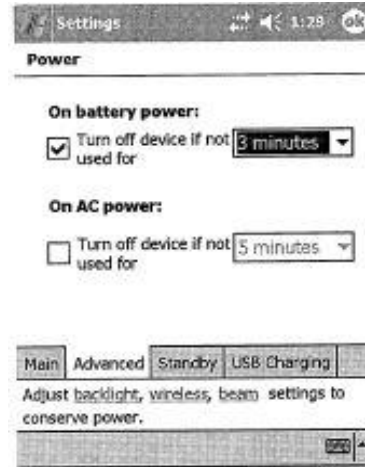 Settings 1:28 ok
Power
On battery power:
Turn off device if not used for 3 minutes
On AC power:
Turn off device if not used for 5 minutes
Main Advanced Standby USB Charging
Adjust backlight, wireless, beam settings to
conserve power.